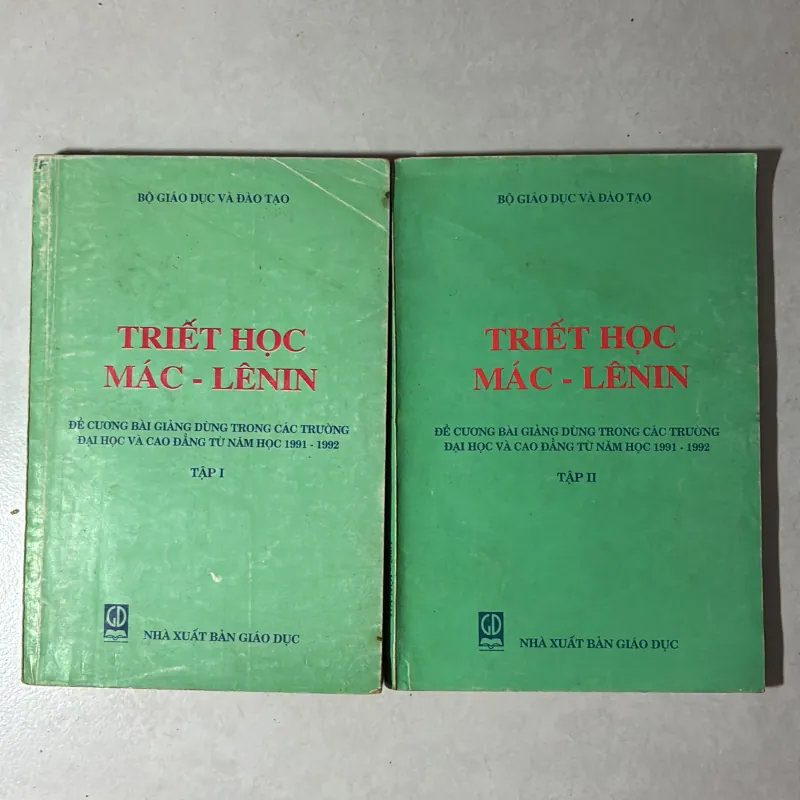 BỘ GIÁO DỤC VÀ ĐÀO TẠO
TRIẾT HỌC
MÁC - LÊNIN
ĐỀ CƯƠNG BÀI GIẢNG DÙNG TRONG CÁC TRƯỜNG
ĐẠI HỌC VÀ CAO ĐẲNG TỪ NĂM HỌC 1991 - 1992
TẬP I
GD
NHÀ XUẤT BẢN GIÁO DỤC
BỘ GIÁO DỤC VÀ ĐÀO TẠO
TRIẾT HỌC
MÁC - LÊNIN
ĐỀ CƯƠNG BÀI GIẢNG DÙNG TRONG CÁC TRƯỜNG
ĐẠI HỌC VÀ CAO ĐẲNG TỪ NĂM HỌC 1991 - 1992
TẬP II
GD
NHÀ XUẤT BẢN GIÁO DỤC